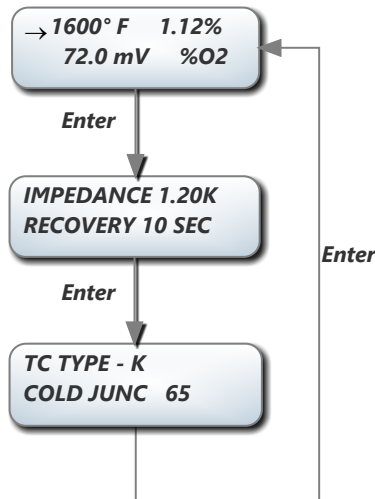 → 1600° F 1.12%
72.0 mV %O2
Enter
IMPEDANCE 1.20K
RECOVERY 10 SEC
Enter
Enter
TC TYPE - K
COLD JUNC 65